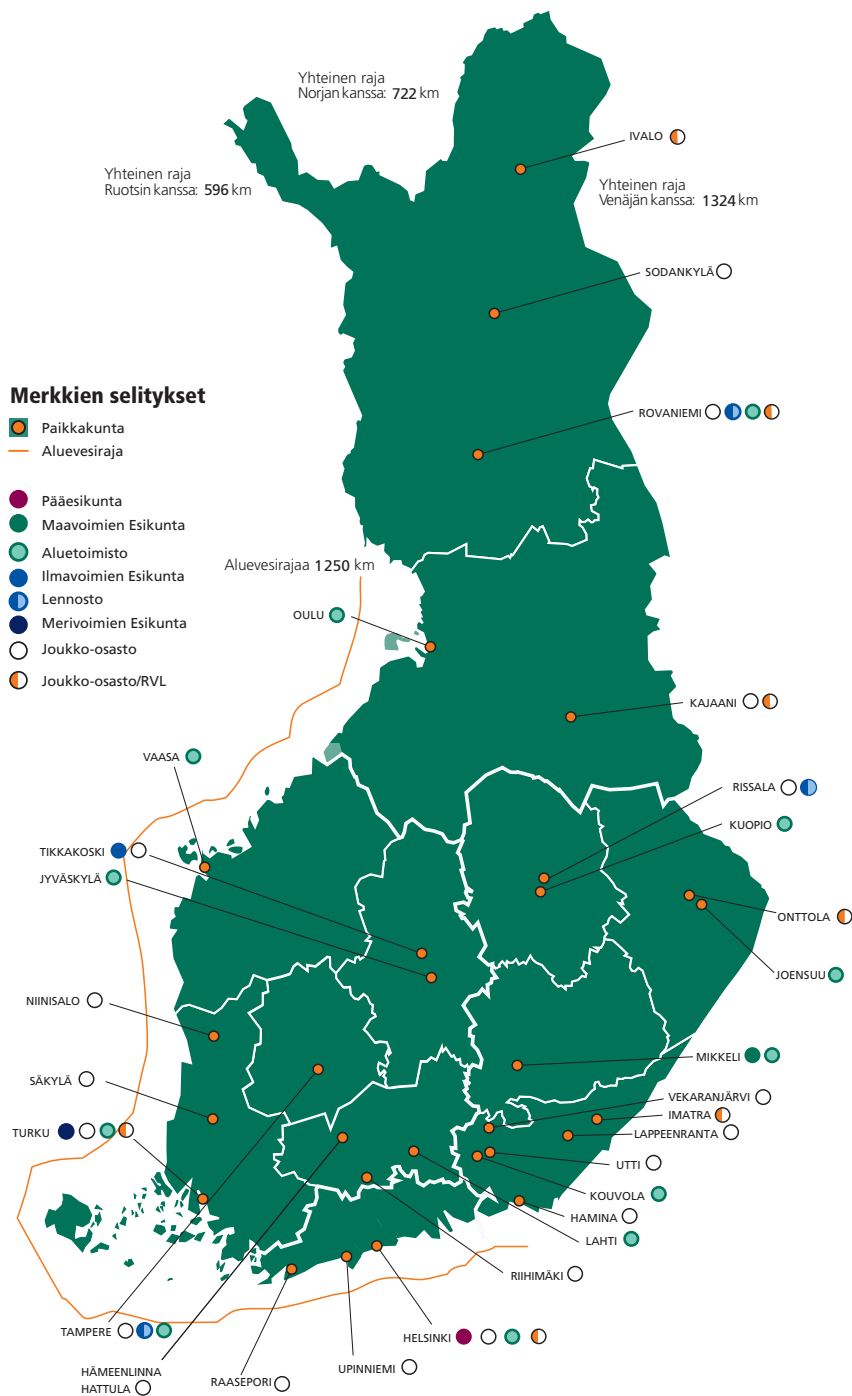 Yhteinen raja
Norjan kanssa: 722 km
IVALO
Yhteinen raja
Ruotsin kanssa: 596 km
Yhteinen raja
Venäjän kanssa: 1324 km
SODANKYLÄ
Merkkien selitykset
Paikkakunta
Aluevesiraja
Pääesikunta
Maavoimien Esikunta
Aluetoimisto
Ilmavoimien Esikunta
Lennosto
Merivoimien Esikunta
Joukko-osasto
Joukko-osasto/RVL
ROVANIEMI
Aluevesirajaa 1250 km
OULU
KAJAANI
VAASA
RISSALA
KUOPIO
TIKKAKOSKI
JYVÄSKYLÄ
ONTTOLA
JOENSUU
NIINISALO
MIKKELI
SÄKYLÄ
VEKARANJÄRVI
IMATRA
TURKU
LAPPEENRANTA
UTTI
KOUVOLA
HAMINA
LAHTI
RIIHIMÄKI
TAMPERE
HELSINKI
HÄMEENLINNA
HATTULA
RAASEPORI
UPINNIEMI